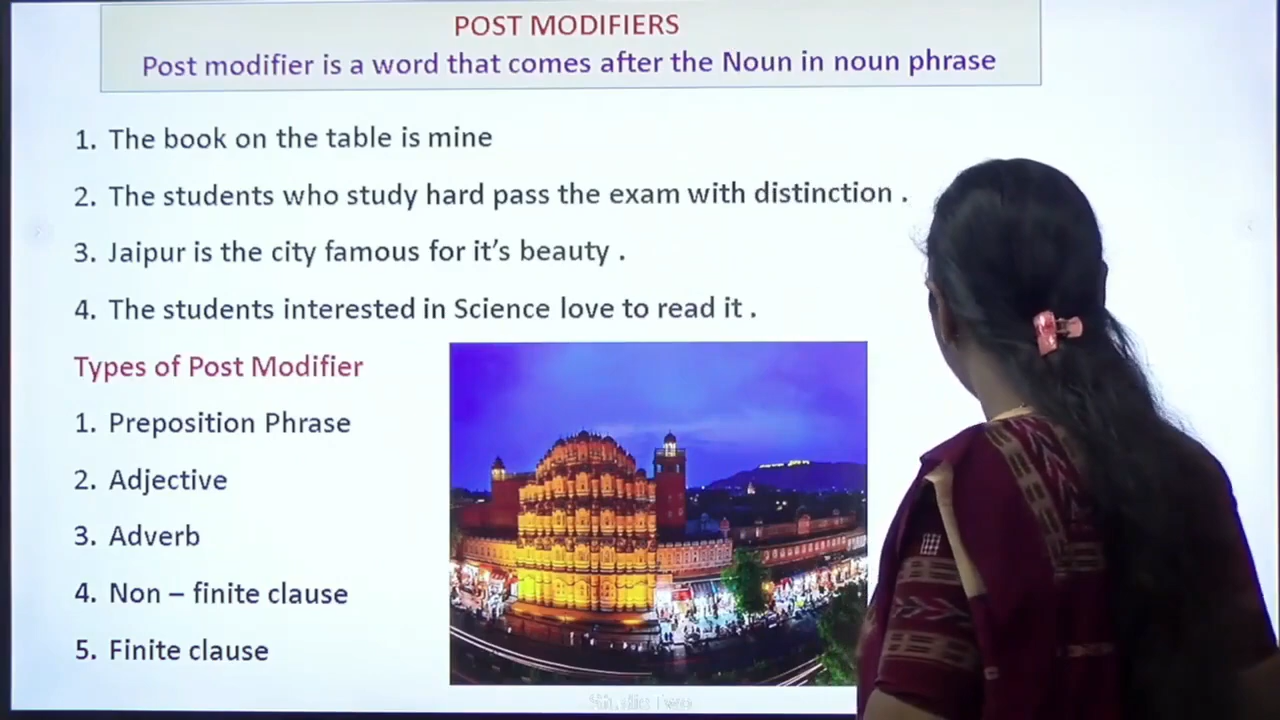 POST MODIFIERS
Post modifier is a word that comes after the Noun in noun phrase
1. The book on the table is mine
2. The students who study hard pass the exam with distinction .
3. Jaipur is the city famous for it's beauty .
4. The students interested in Science love to read it .
Types of Post Modifier
1. Preposition Phrase
2. Adjective
3. Adverb
4. Non – finite clause
5. Finite clause